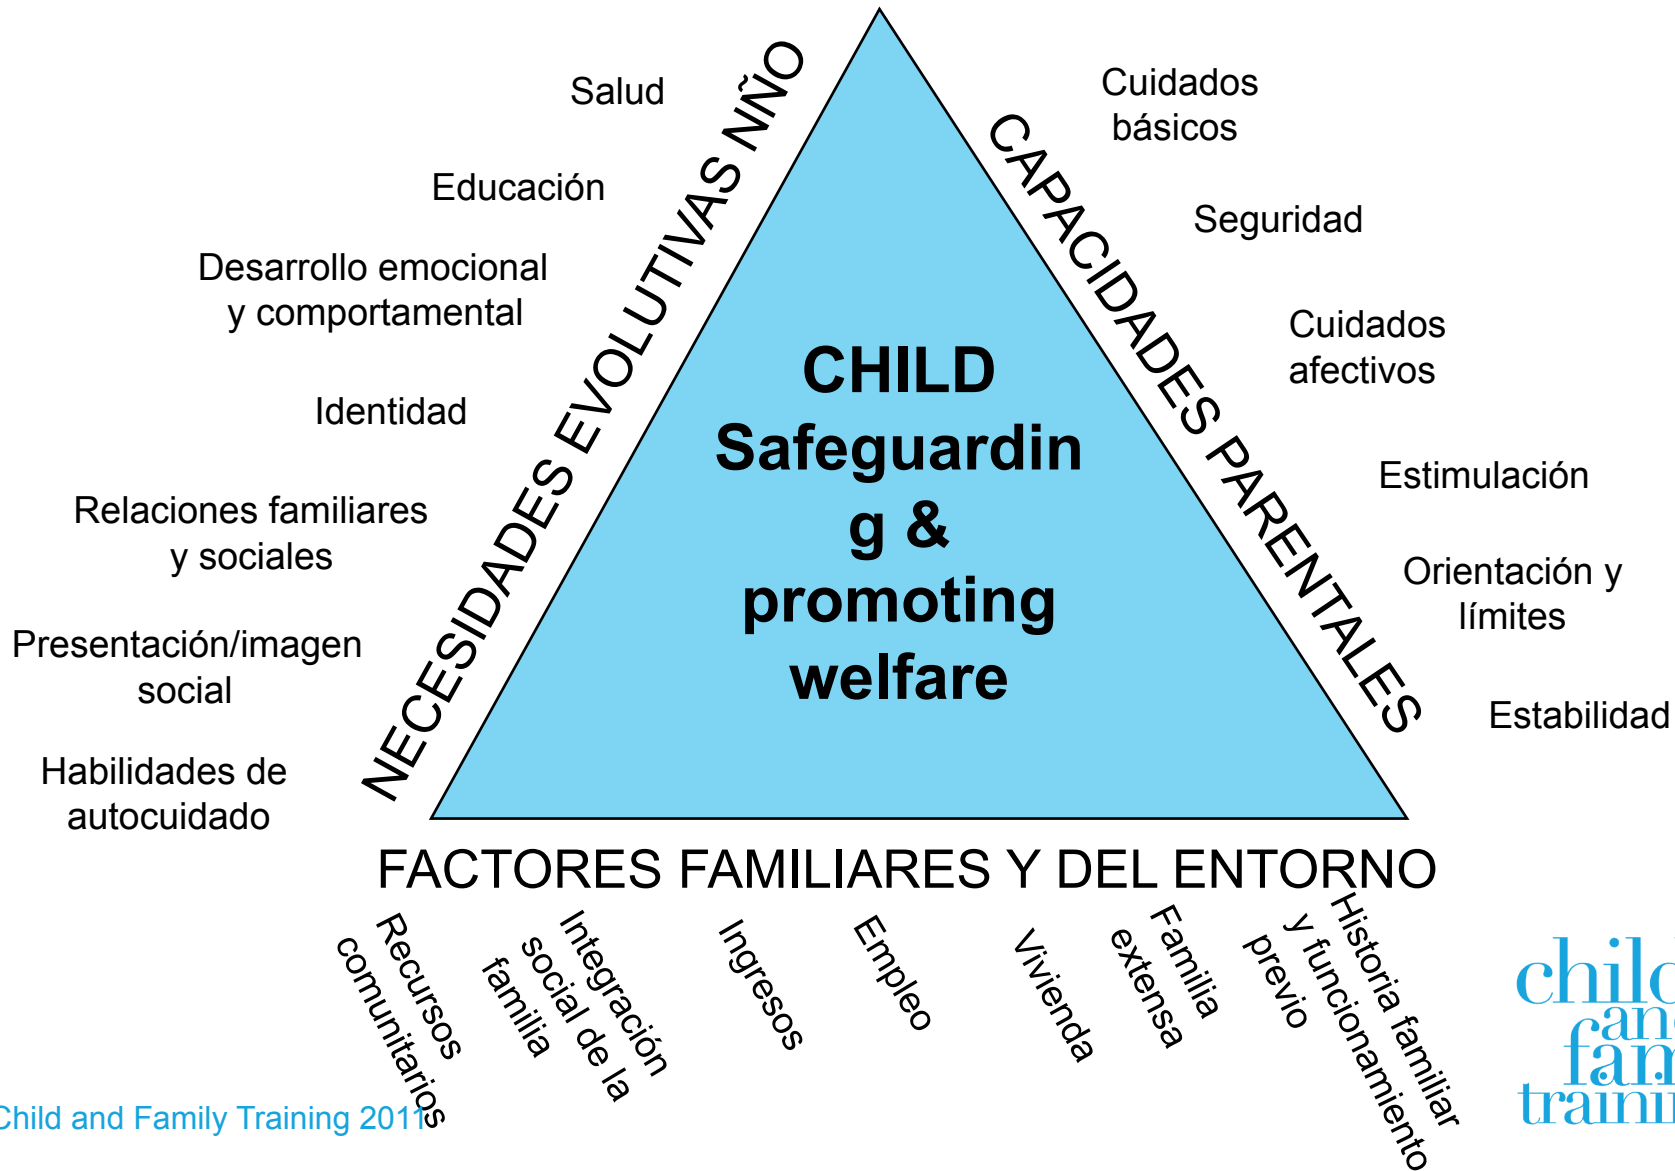 Salud
Educación
Desarrollo emocional
y comportamental
Identidad
Relaciones familiares
y sociales
Presentación/imagen
social
Habilidades de
autocuidado
NECESIDADES EVOLUTIVAS NÑO
CHILD
Safeguardin
g &
promoting
welfare
CAPACIDADES PARENTALES
Cuidados
básicos
Seguridad
Cuidados
afectivos
Estimulación
Orientación y
límites
Estabilidad
FACTORES FAMILIARES Y DEL ENTORNO
Recursos
comunitarios
Integración
social de la
familia
Ingresos
Empleo
Vivienda
Familia
extensa
Historia familiar
y funcionamiento
previo
Child and Family Training 2011